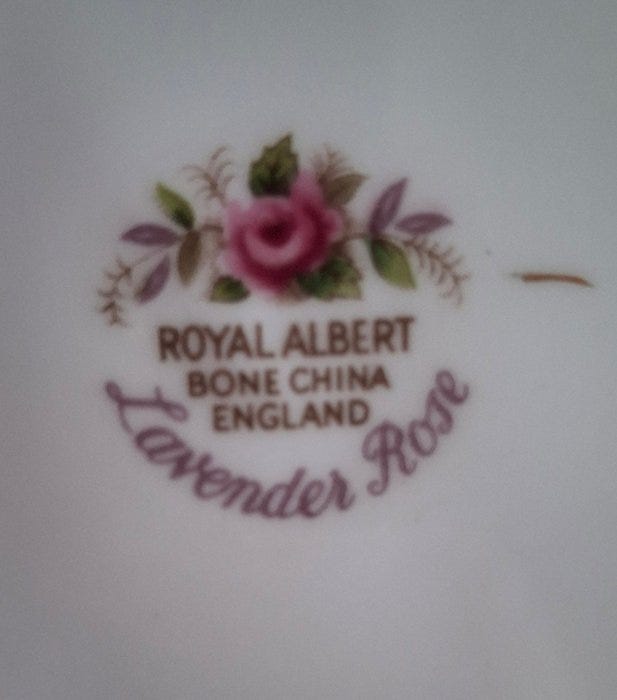 ROYAL ALBERT
BONE CHINA
ENGLAND
Lavender Rose